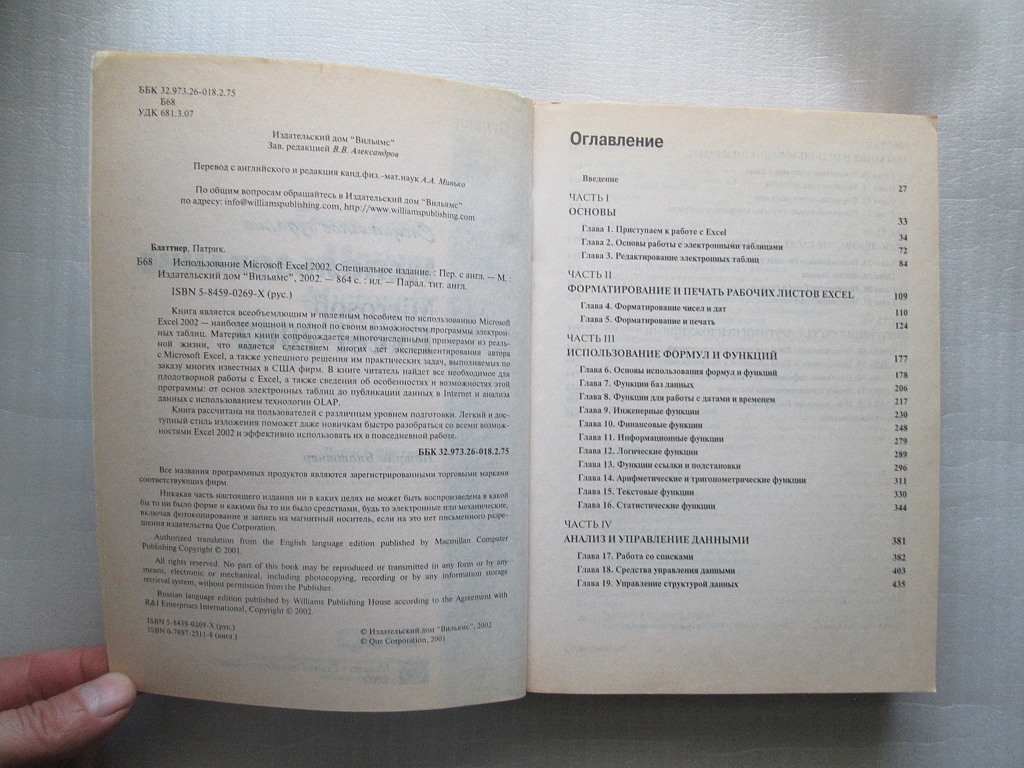 ББК 32.973.26-018.2.75
Б68
УДК 681.3.07
Издательский дом "Вильямс"
Зав. редакцией В.В. Александров
Перевод с английского и редакция канд.физ.-мат.наук А.А. Минько
По общим вопросам обращайтесь в Издательский дом "Вильямс"
по адресу: info@williamspublishing.com, http://www.williamspublishing.com
Блаттнер, Патрик.
Б68 Использование Microsoft Excel 2002. Специальное издание. : Пер. с англ. — М. :
Издательский дом "Вильямс", 2002. — 864 с. : ил. — Парал. тит. англ.
ISBN 5-8459-0269-X (рус.)
Книга является всеобъемлющим и полезным пособием по использованию Microsoft
Excel 2002 — наиболее мощной и полной по своим возможностям программы электрон-
ных таблиц. Материал книги сопровождается многочисленными примерами из реаль-
ной жизни, что является следствием многих лет экспериментирования автора
с Microsoft Excel, а также успешного решения им практических задач, выполняемых по
заказу многих известных в США фирм. В книге читатель найдет все необходимое для
плодотворной работы с Excel, а также сведения об особенностях и возможностях этой
программы: от основ электронных таблиц до публикации данных в Internet и анализа
данных с использованием технологии OLAP.
Книга рассчитана на пользователей с различным уровнем подготовки. Легкий и дос-
тупный стиль изложения поможет даже новичкам быстро разобраться со всеми возмож-
ностями Excel 2002 и эффективно использовать их в повседневной работе.
ББК 32.973.26-018.2.75
Все названия программных продуктов являются зарегистрированными торговыми марками
соответствующих фирм.
Никакая часть настоящего издания ни в каких целях не может быть воспроизведена в какой
бы то ни было форме и какими бы то ни было средствами, будь то электронные или механические,
включая фотокопирование и запись на магнитный носитель, если на это нет письменного разре-
шения издательства Que Corporation.
Authorized translation from the English language edition published by Macmillan Computer
Publishing Copyright © 2001.
All rights reserved. No part of this book may be reproduced or transmitted in any form or by any
means, electronic or mechanical, including photocopying, recording or by any information storage
retrieval system, without permission from the Publisher.
Russian language edition published by Williams Publishing House according to the Agreement with
R&I Enterprises International, Copyright © 2002.
ISBN 5-8459-0269-X (рус.)
ISBN 0-7897-2511-8 (англ.)
© Издательский дом "Вильямс", 2002
© Que Corporation, 2001
Оглавление
Введение 27
ЧАСТЬ I
ОСНОВЫ 33
Глава 1. Приступаем к работе с Excel 34
Глава 2. Основы работы с электронными таблицами 72
Глава 3. Редактирование электронных таблиц 84
ЧАСТЬ II
ФОРМАТИРОВАНИЕ И ПЕЧАТЬ РАБОЧИХ ЛИСТОВ EXCEL 109
Глава 4. Форматирование чисел и дат 110
Глава 5. Форматирование и печать 124
ЧАСТЬ III
ИСПОЛЬЗОВАНИЕ ФОРМУЛ И ФУНКЦИЙ 177
Глава 6. Основы использования формул и функций 178
Глава 7. Функции баз данных 206
Глава 8. Функции для работы с датами и временем 217
Глава 9. Инженерные функции 230
Глава 10. Финансовые функции 248
Глава 11. Информационные функции 279
Глава 12. Логические функции 289
Глава 13. Функции ссылки и подстановки 296
Глава 14. Арифметические и тригонометрические функции 311
Глава 15. Текстовые функции 330
Глава 16. Статистические функции 344
ЧАСТЬ IV
АНАЛИЗ И УПРАВЛЕНИЕ ДАННЫМИ 381
Глава 17. Работа со списками 382
Глава 18. Средства управления данными 403
Глава 19. Управление структурой данных 435